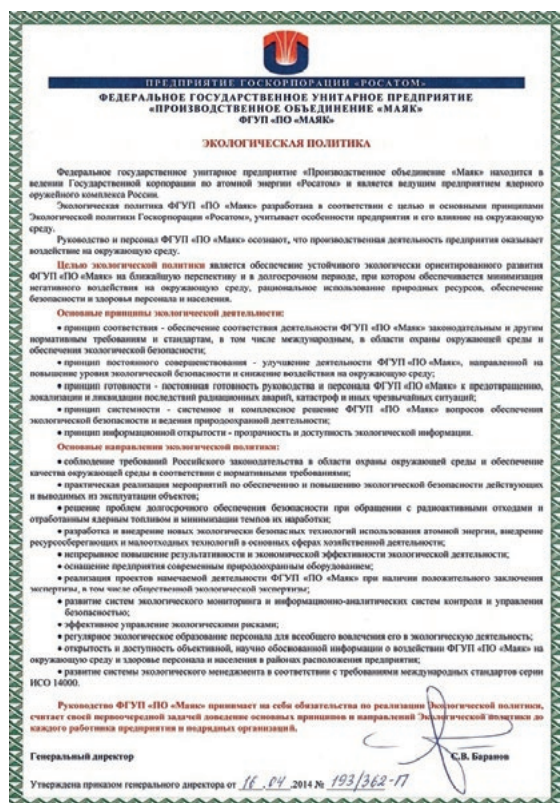 ПРЕДПРИЯТИЕ ГОСКОРПОРАЦИИ «РОСАТОМ»
ФЕДЕРАЛЬНОЕ ГОСУДАРСТВЕННОЕ УНИТАРНОЕ ПРЕДПРИЯТИЕ
«ПРОИЗВОДСТВЕННОЕ ОБЪЕДИНЕНИЕ «МАЯК»
ФГУП «ПО «МАЯК»
ЭКОЛОГИЧЕСКАЯ ПОЛИТИКА
Федеральное государственное унитарное предприятие «Производственное объединение «Маяк» находится в
ведении Государственной корпорации по атомной энергии «Росатом» и является ведущим предприятием ядерного
оружейного комплекса России.
Экологическая политика ФГУП «ПО «Маяк» разработана в соответствии с целью и основными принципами
Экологической политики Госкорпорации «Росатом», учитывает особенности предприятия и его влияние на окружающую
среду.
Руководство и персонал ФГУП «ПО «Маяк» осознают, что производственная деятельность предприятия оказывает
воздействие на окружающую среду.
Целью экологической политики является обеспечение устойчивого экологически ориентированного развития
ФГУП «ПО «Маяк» на ближайшую перспективу и в долгосрочном периоде, при котором обеспечивается минимизация
негативного воздействия на окружающую среду, рациональное использование природных ресурсов, обеспечение
безопасности и здоровья персонала и населения.
Основные принципы экологической деятельности:
• принцип соответствия - обеспечение соответствия деятельности ФГУП «ПО «Маяк» законодательным и другим
нормативным требованиям и стандартам, в том числе международным, в области охраны окружающей среды и
обеспечения экологической безопасности;
• принцип постоянного совершенствования - улучшение деятельности ФГУП «ПО «Маяк», направленной на
повышение уровня экологической безопасности и снижение воздействия на окружающую среду;
• принцип готовности - постоянная готовность руководства и персонала ФГУП «ПО «Маяк» к предотвращению,
локализации и ликвидации последствий радиационных аварий, катастроф и иных чрезвычайных ситуаций;
• принцип системности - системное и комплексное решение ФГУП «ПО «Маяк» вопросов обеспечения
экологической безопасности и ведения природоохранной деятельности;
• принцип информационной открытости - прозрачность и доступность экологической информации.
Основные направления экологической политики:
• соблюдение требований Российского законодательства в области охраны окружающей среды и обеспечение
качества окружающей среды в соответствии с нормативными требованиями;
• практическая реализация мероприятий по обеспечению и повышению экологической безопасности действующих
и выводимых из эксплуатации объектов;
• решение проблем долгосрочного обеспечения безопасности при обращении с радиоактивными отходами и
отработанным ядерным топливом и минимизации темпов их наработки;
• разработка и внедрение новых экологически безопасных технологий использования атомной энергии, внедрение
ресурсосберегающих и малоотходных технологий в основных сферах хозяйственной деятельности;
• непрерывное повышение результативности и экономической эффективности экологической деятельности;
• оснащение предприятия современным природоохранным оборудованием;
• реализация проектов намечаемой деятельности ФГУП «ПО «Маяк» при наличии положительного заключения
экспертизы, в том числе общественной экологической экспертизы;
• развитие систем экологического мониторинга и информационно-аналитических систем контроля и управления
безопасностью;
• эффективное управление экологическими рисками;
• регулярное экологическое образование персонала для всеобщего вовлечения его в экологическую деятельность;
• открытость и доступность объективной, научно обоснованной информации о воздействии ФГУП «ПО «Маяк» на
окружающую среду и здоровье персонала и населения в районах расположения предприятия;
• развитие системы экологического менеджмента в соответствии с требованиями международных стандартов серии
ИСО 14000.
Руководство ФГУП «ПО «Маяк» принимает на себя обязательства по реализации Экологической политики,
считает своей первоочередной задачей доведение основных принципов и направлений Экологической политики до
каждого работника предприятия и подрядных организаций.
Генеральный директор С.В. Баранов
Утверждена приказом генерального директора от 16.04.2014 № 193/362-П